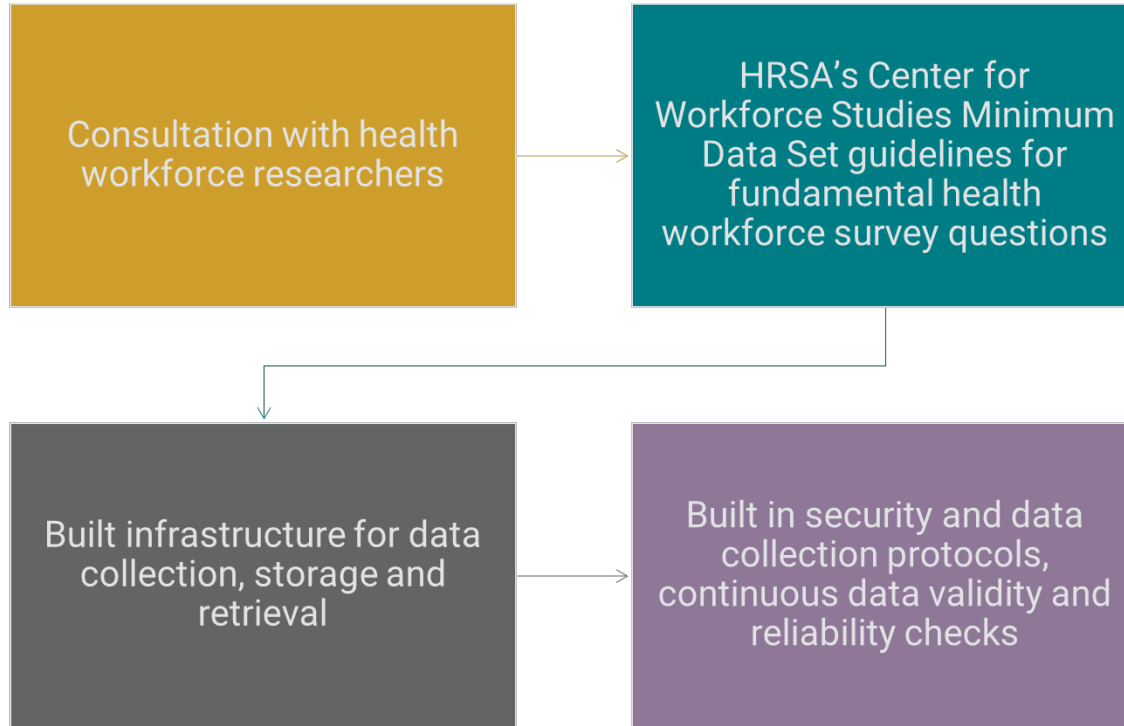 Consultation with health
workforce researchers
HRSA’s Center for
Workforce Studies Minimum
Data Set guidelines for
fundamental health
workforce survey questions
Built infrastructure for data
collection, storage and
retrieval
Built in security and data
collection protocols,
continuous data validity and
reliability checks